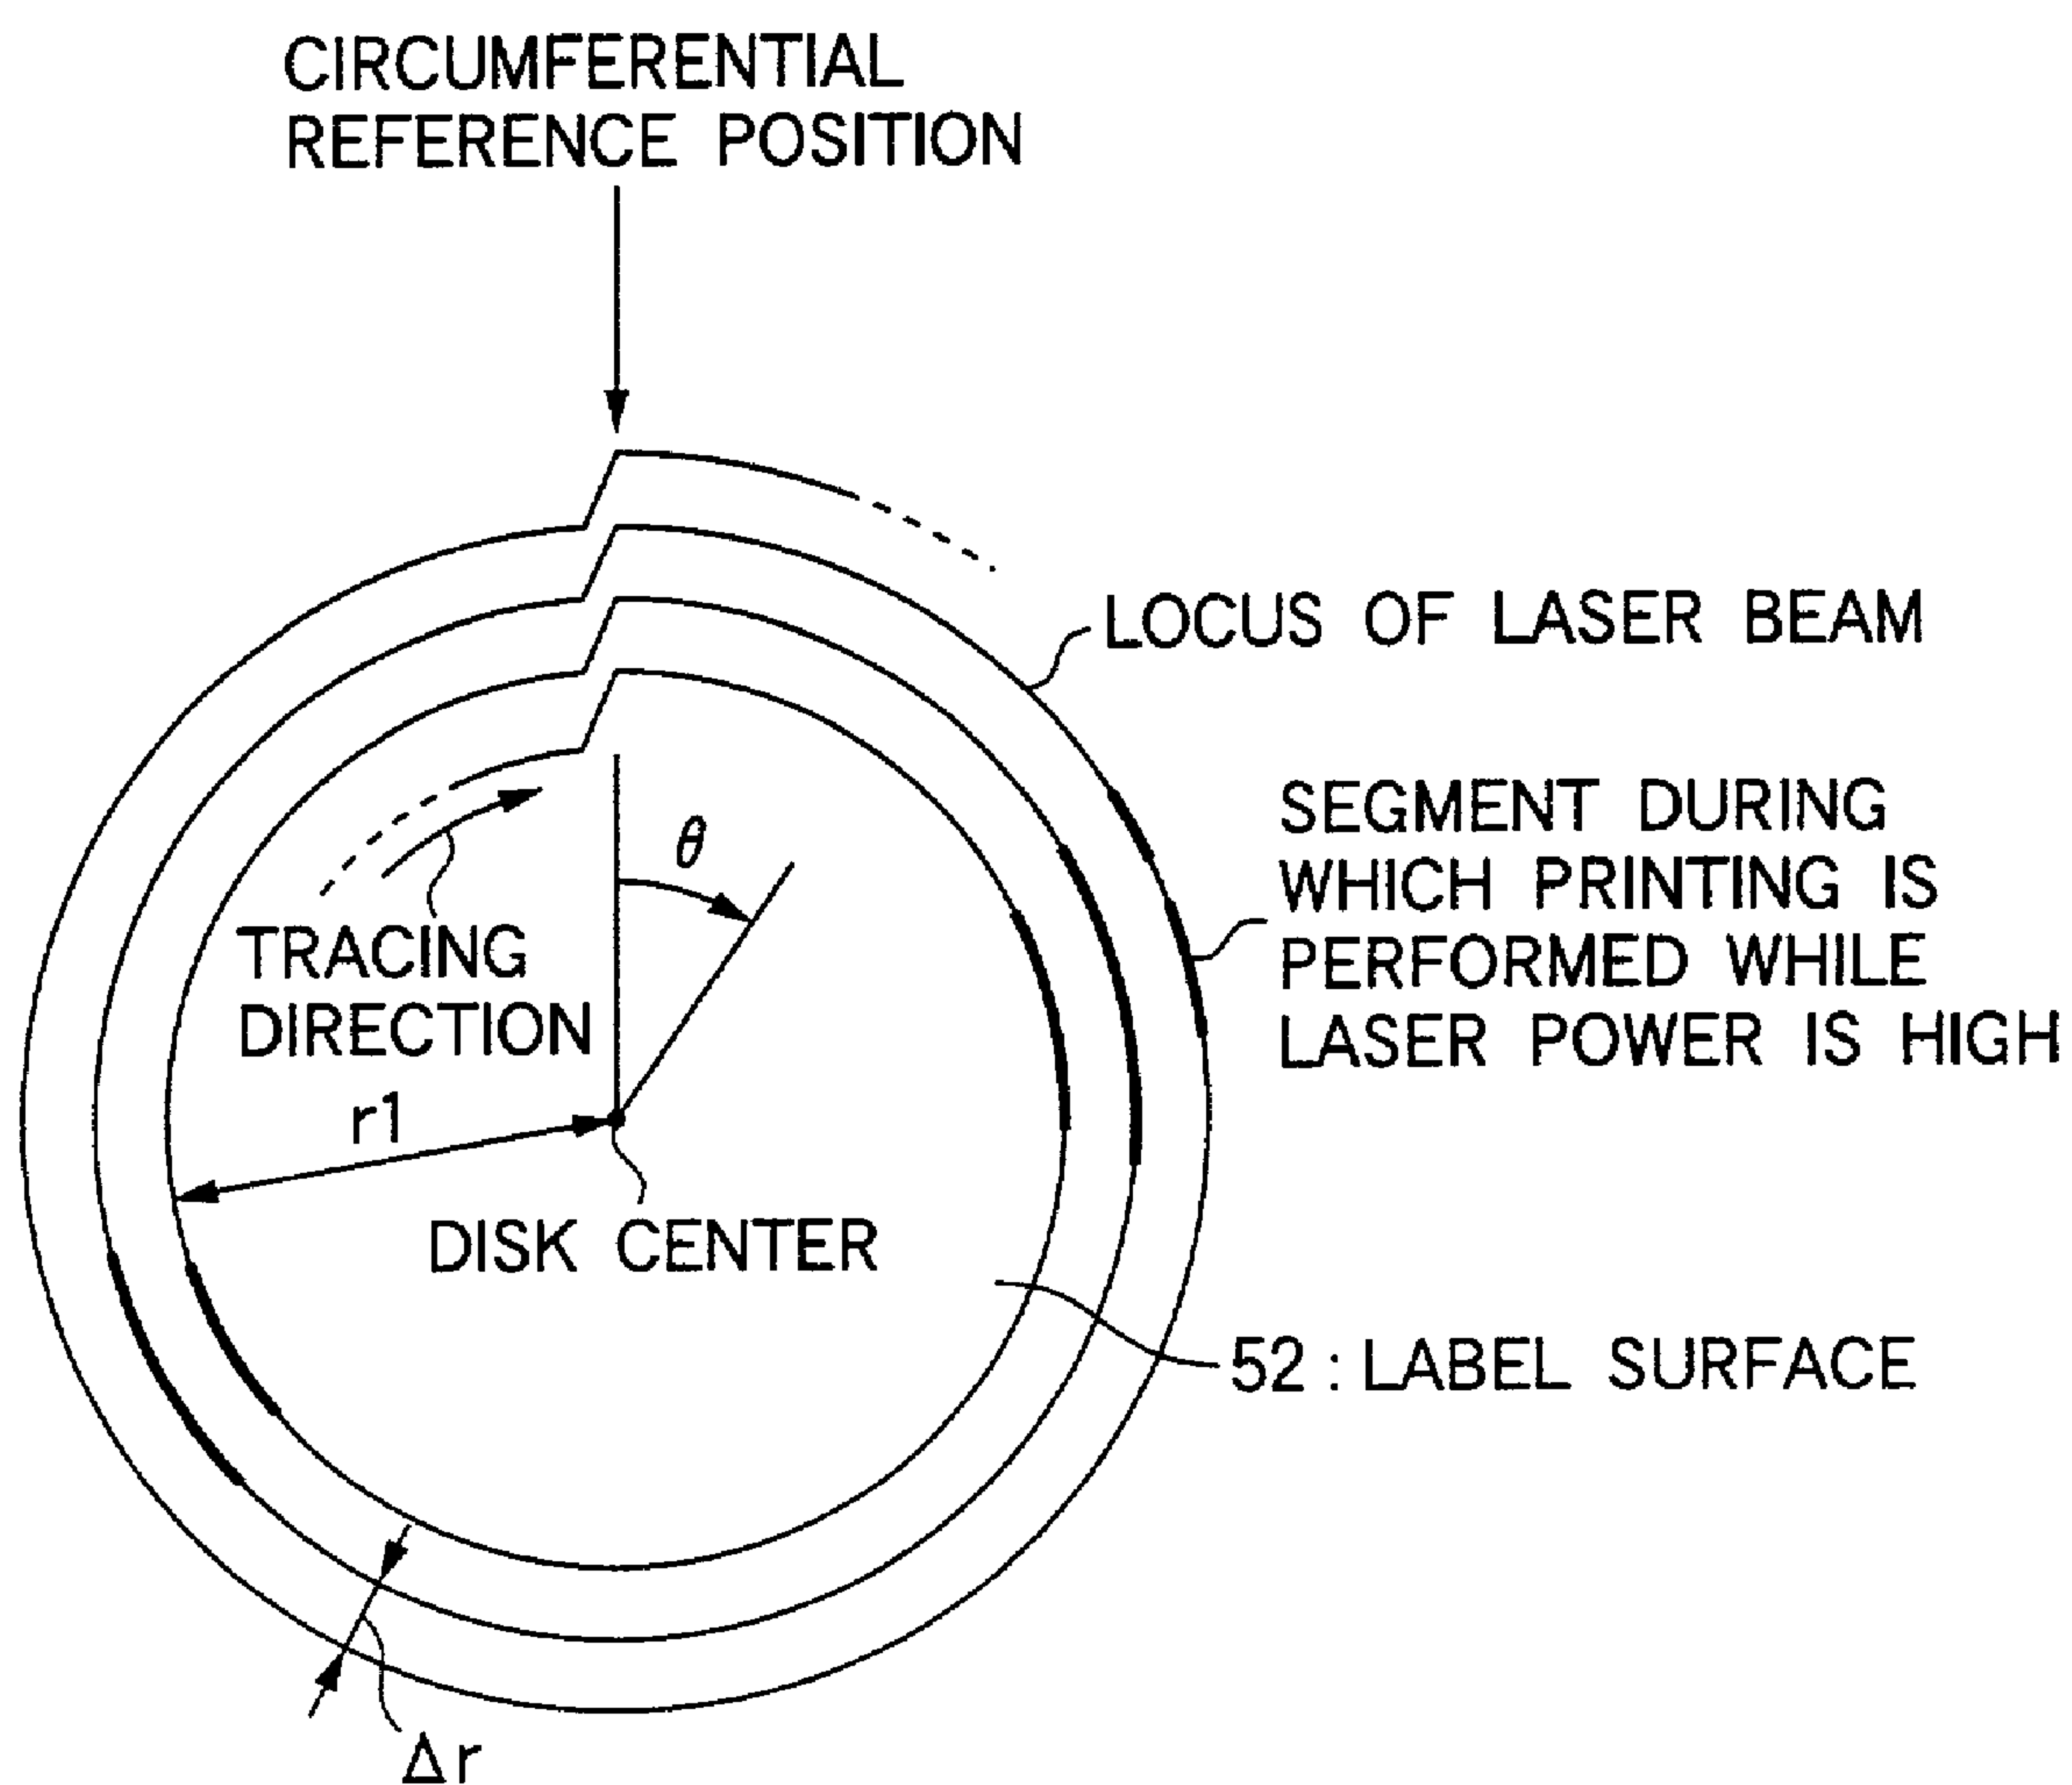 CIRCUMFERENTIAL
REFERENCE POSITION
LOCUS OF LASER BEAM
SEGMENT DURING
WHICH PRINTING IS
PERFORMED WHILE
LASER POWER IS HIGH
θ
TRACING
DIRECTION
r1
DISK CENTER
52 : LABEL SURFACE
Δr